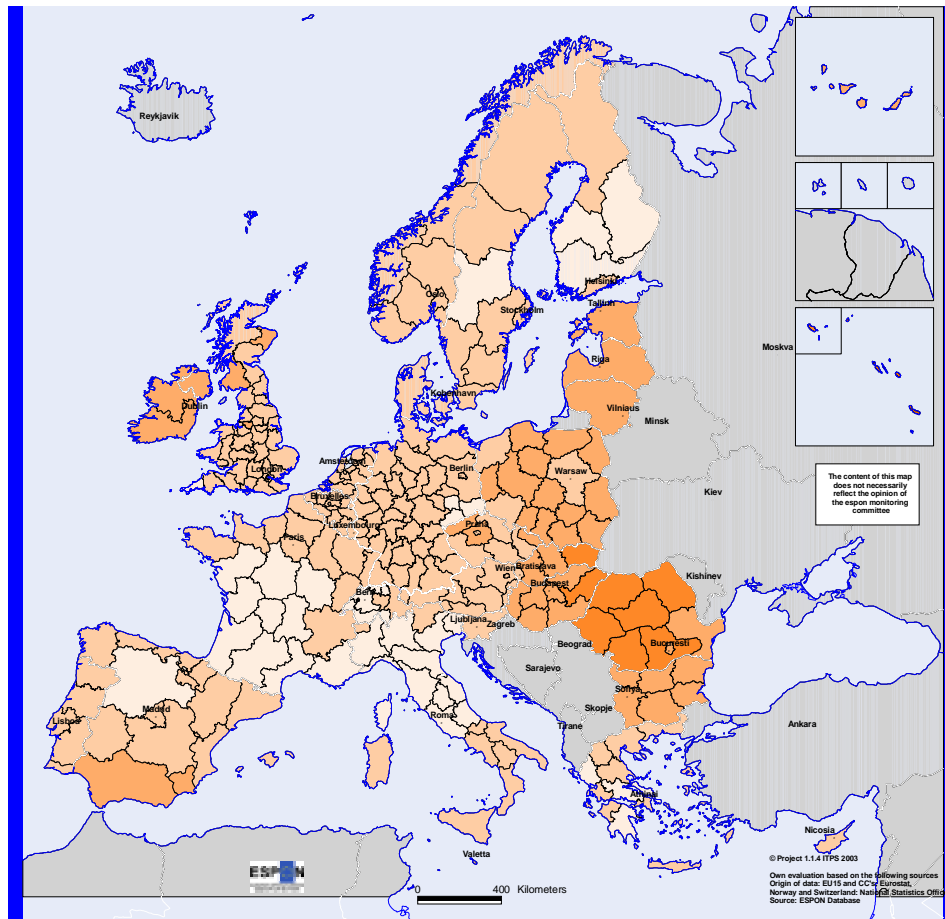 Reykjavik
Helsinki
Oslo
Tallinn
Stockholm
Moskva
Riga
København
Dublin
Vilniaus
Minsk
Amsterdam
Berlin
Warsaw
London
The content of this map
does not necessarily
reflect the opinion of
the espon monitoring
committee
Kiev
Bruxelles
Luxembourg
Praha
Paris
Wien
Bratislava
Kishinev
Budapest
Bern
Ljubljana
Zagreb
Beograd
Bucuresti
Sarajevo
Sofiya
Madrid
Roma
Skopje
Lisboa
Tirane
Ankara
Athinai
Nicosia
Valetta
© Project 1.1.4 ITPS 2003
ESPON
Own evaluation based on the following sources
Origin of data: EU15 and CC's: Eurostat,
Norway and Switzerland: National Statistics Offic
Source: ESPON Database
0 400 Kilometers